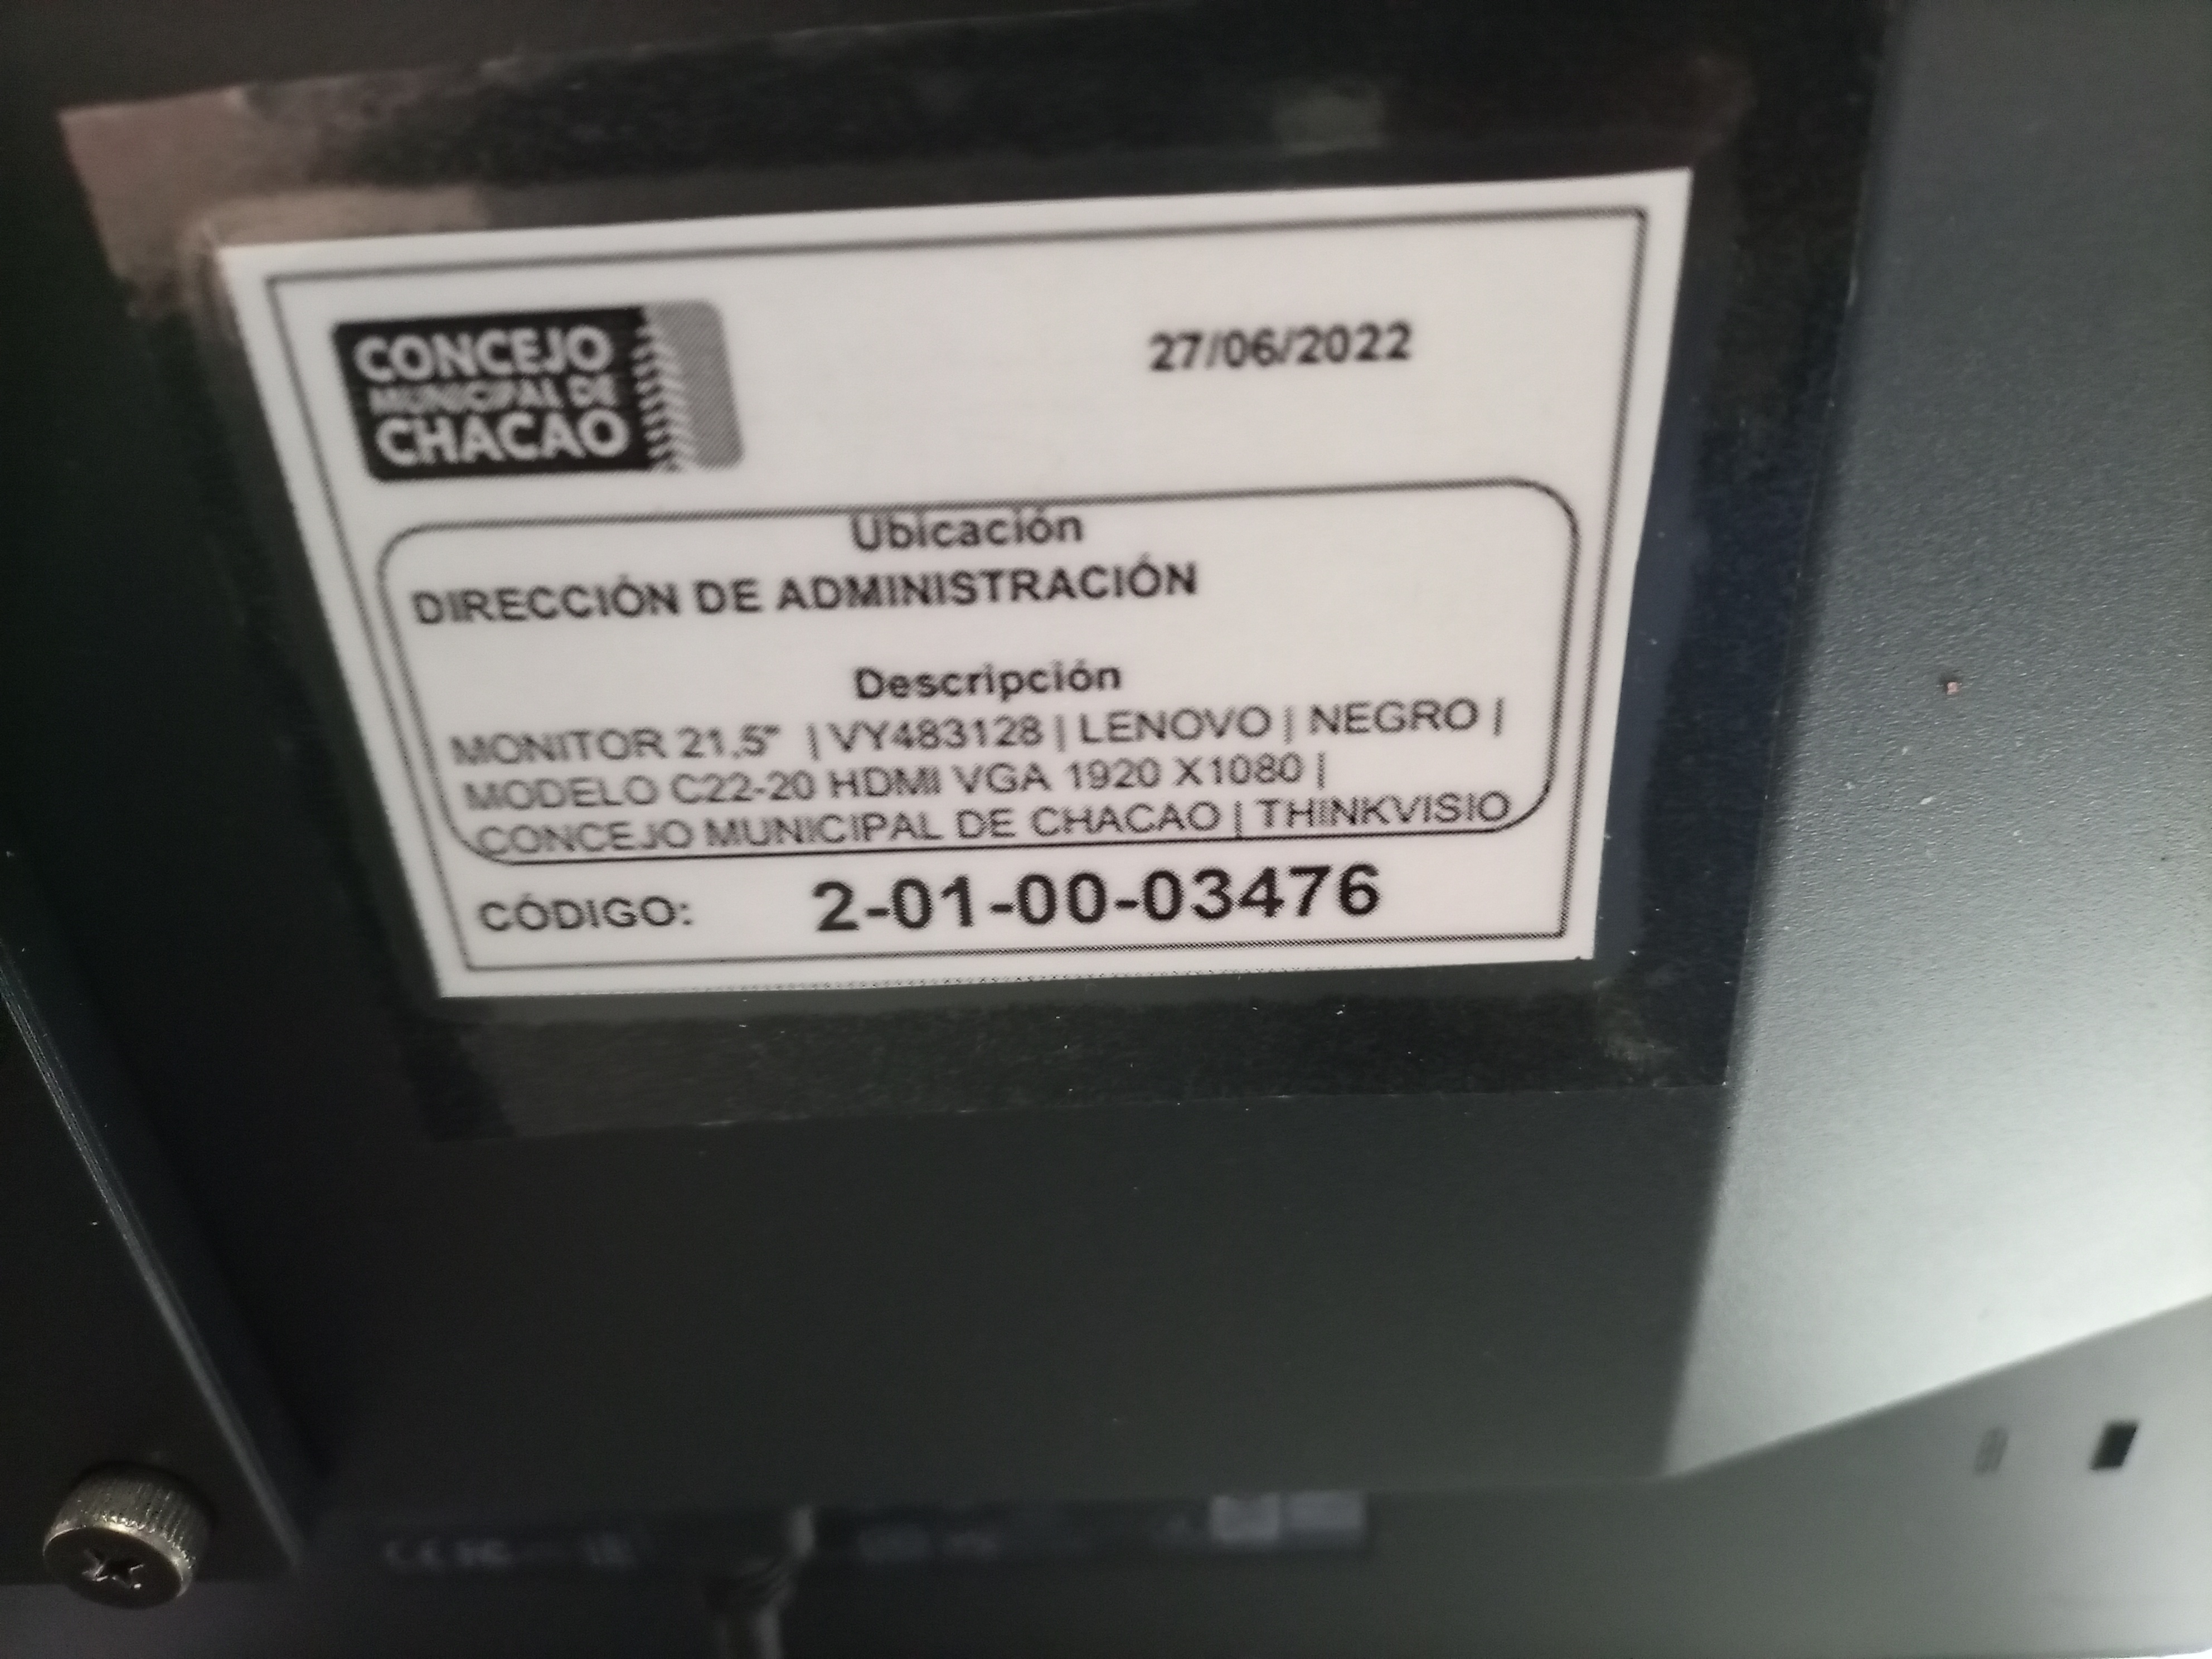 CONCEJO
MUNICIPAL DE
CHACAO
27/06/2022
Ubicación
DIRECCIÓN DE ADMINISTRACIÓN
Descripción
MONITOR 21,5" | VY483128 | LENOVO | NEGRO |
MODELO C22-20 HDMI VGA 1920 X1080 |
CONCEJO MUNICIPAL DE CHACAO | THINKVISIO
CÓDIGO: 2-01-00-03476